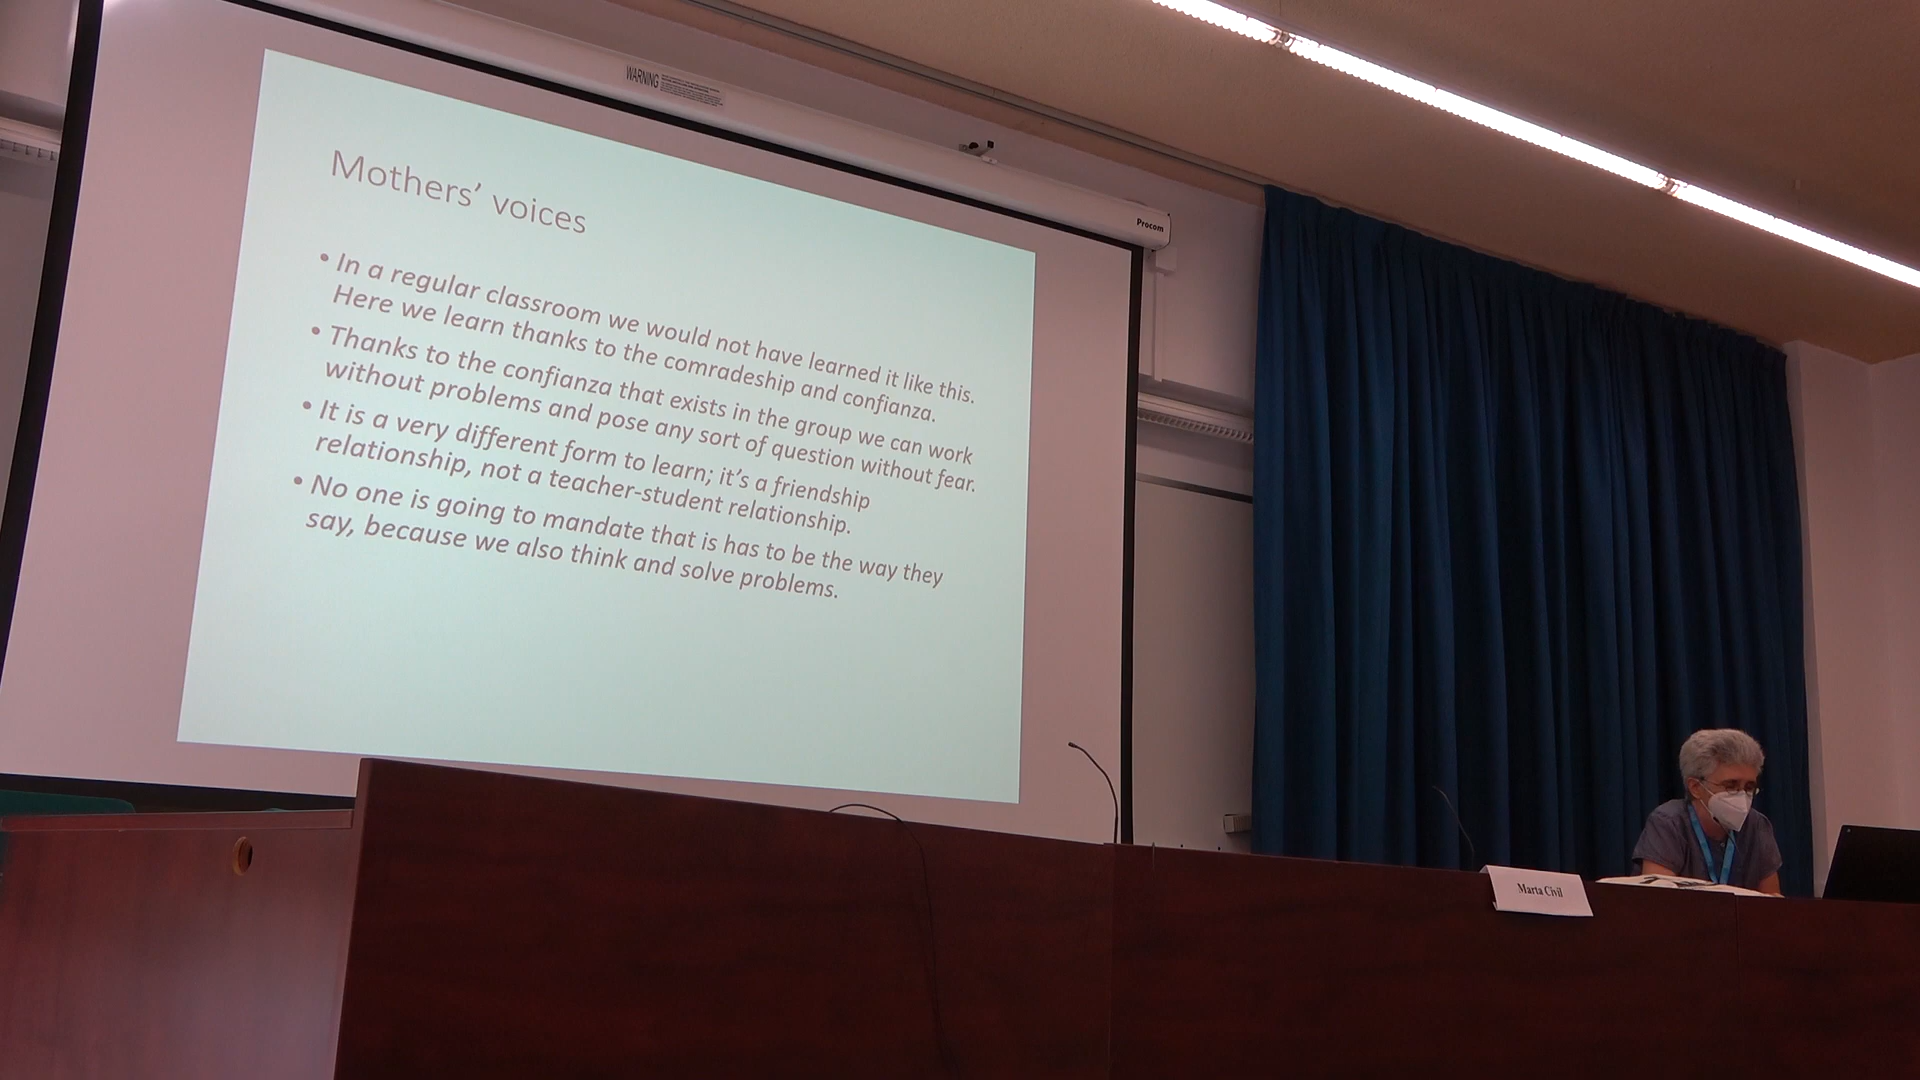 WARNING
Procom
Mothers' voices
• In a regular classroom we would not have learned it like this.
Here we learn thanks to the comradeship and confianza.
• Thanks to the confianza that exists in the group we can work
without problems and pose any sort of question without fear.
• It is a very different form to learn; it's a friendship
relationship, not a teacher-student relationship.
• No one is going to mandate that is has to be the way they
say, because we also think and solve problems.
Marta Civil